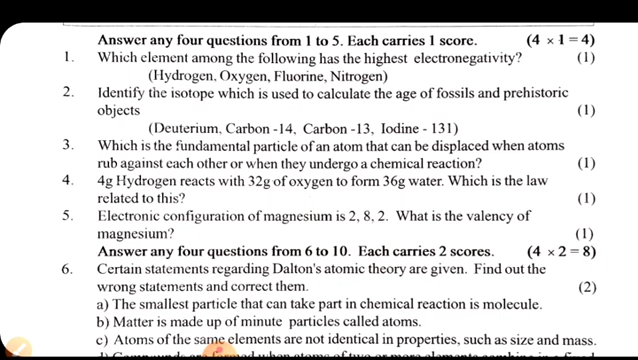 Answer any four questions from 1 to 5. Each carries 1 score. (4 × 1 = 4)
1. Which element among the following has the highest electronegativity? (1)
(Hydrogen, Oxygen, Fluorine, Nitrogen)
2. Identify the isotope which is used to calculate the age of fossils and prehistoric
objects (1)
(Deuterium, Carbon -14, Carbon -13, Iodine - 131)
3. Which is the fundamental particle of an atom that can be displaced when atoms
rub against each other or when they undergo a chemical reaction? (1)
4. 4g Hydrogen reacts with 32g of oxygen to form 36g water. Which is the law
related to this? (1)
5. Electronic configuration of magnesium is 2, 8, 2. What is the valency of
magnesium? (1)
Answer any four questions from 6 to 10. Each carries 2 scores. (4 × 2 = 8)
6. Certain statements regarding Dalton's atomic theory are given. Find out the
wrong statements and correct them. (2)
a) The smallest particle that can take part in chemical reaction is molecule.
b) Matter is made up of minute particles called atoms.
c) Atoms of the same elements are not identical in properties, such as size and mass.